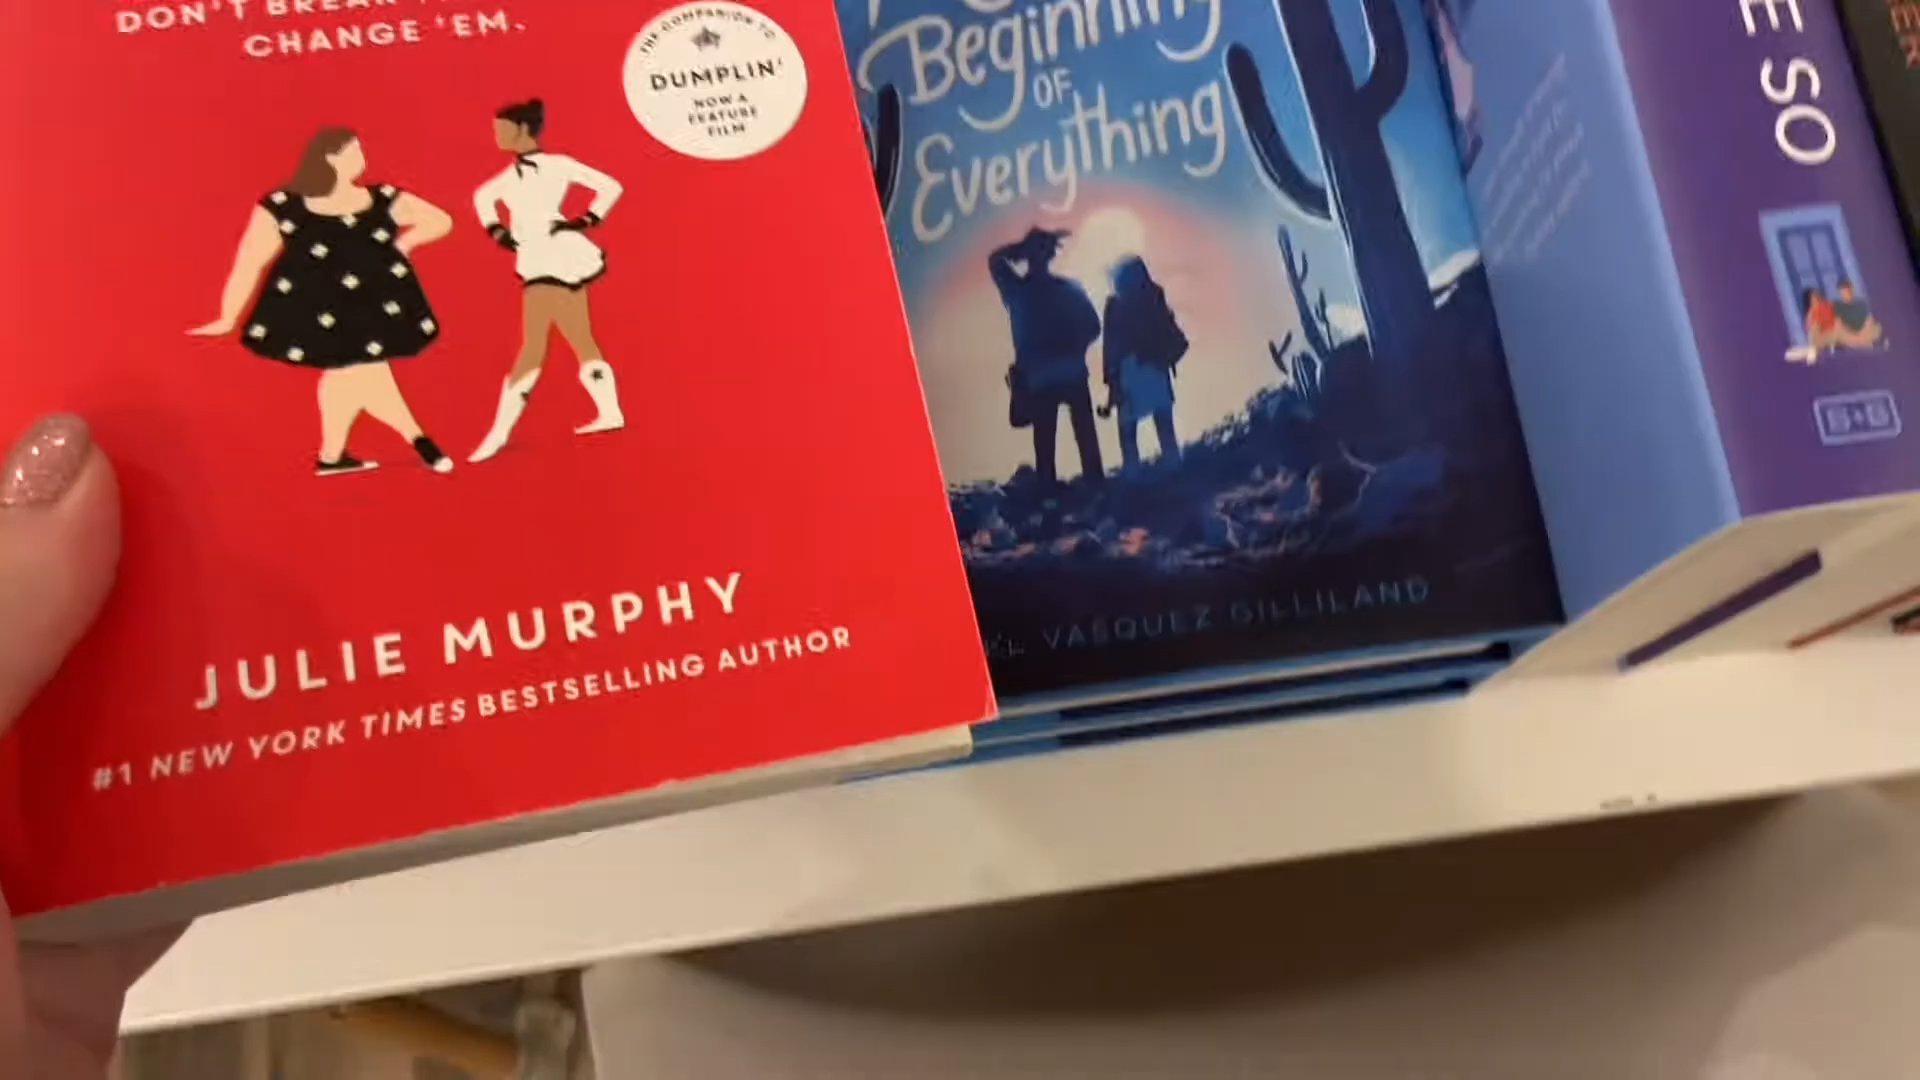 DON'T BREAK
CHANGE 'EM.
THE COMPANION TO
DUMPLIN'
NOW A
FEATURE
FILM
JULIE MURPHY
#1 NEW YORK TIMES BESTSELLING AUTHOR
Beginning
OF
Everything
VASQUEZ GILLILAND
E SO